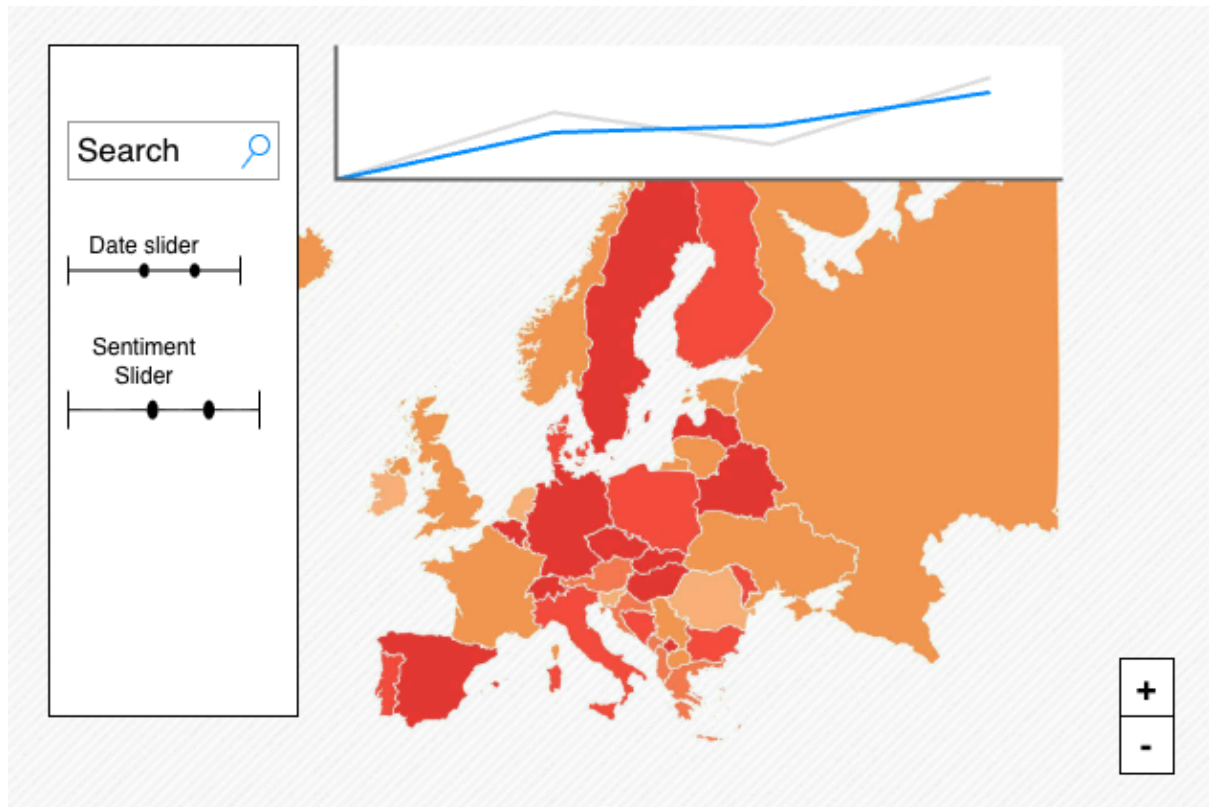 Search
Date slider
Sentiment
Slider
+
-